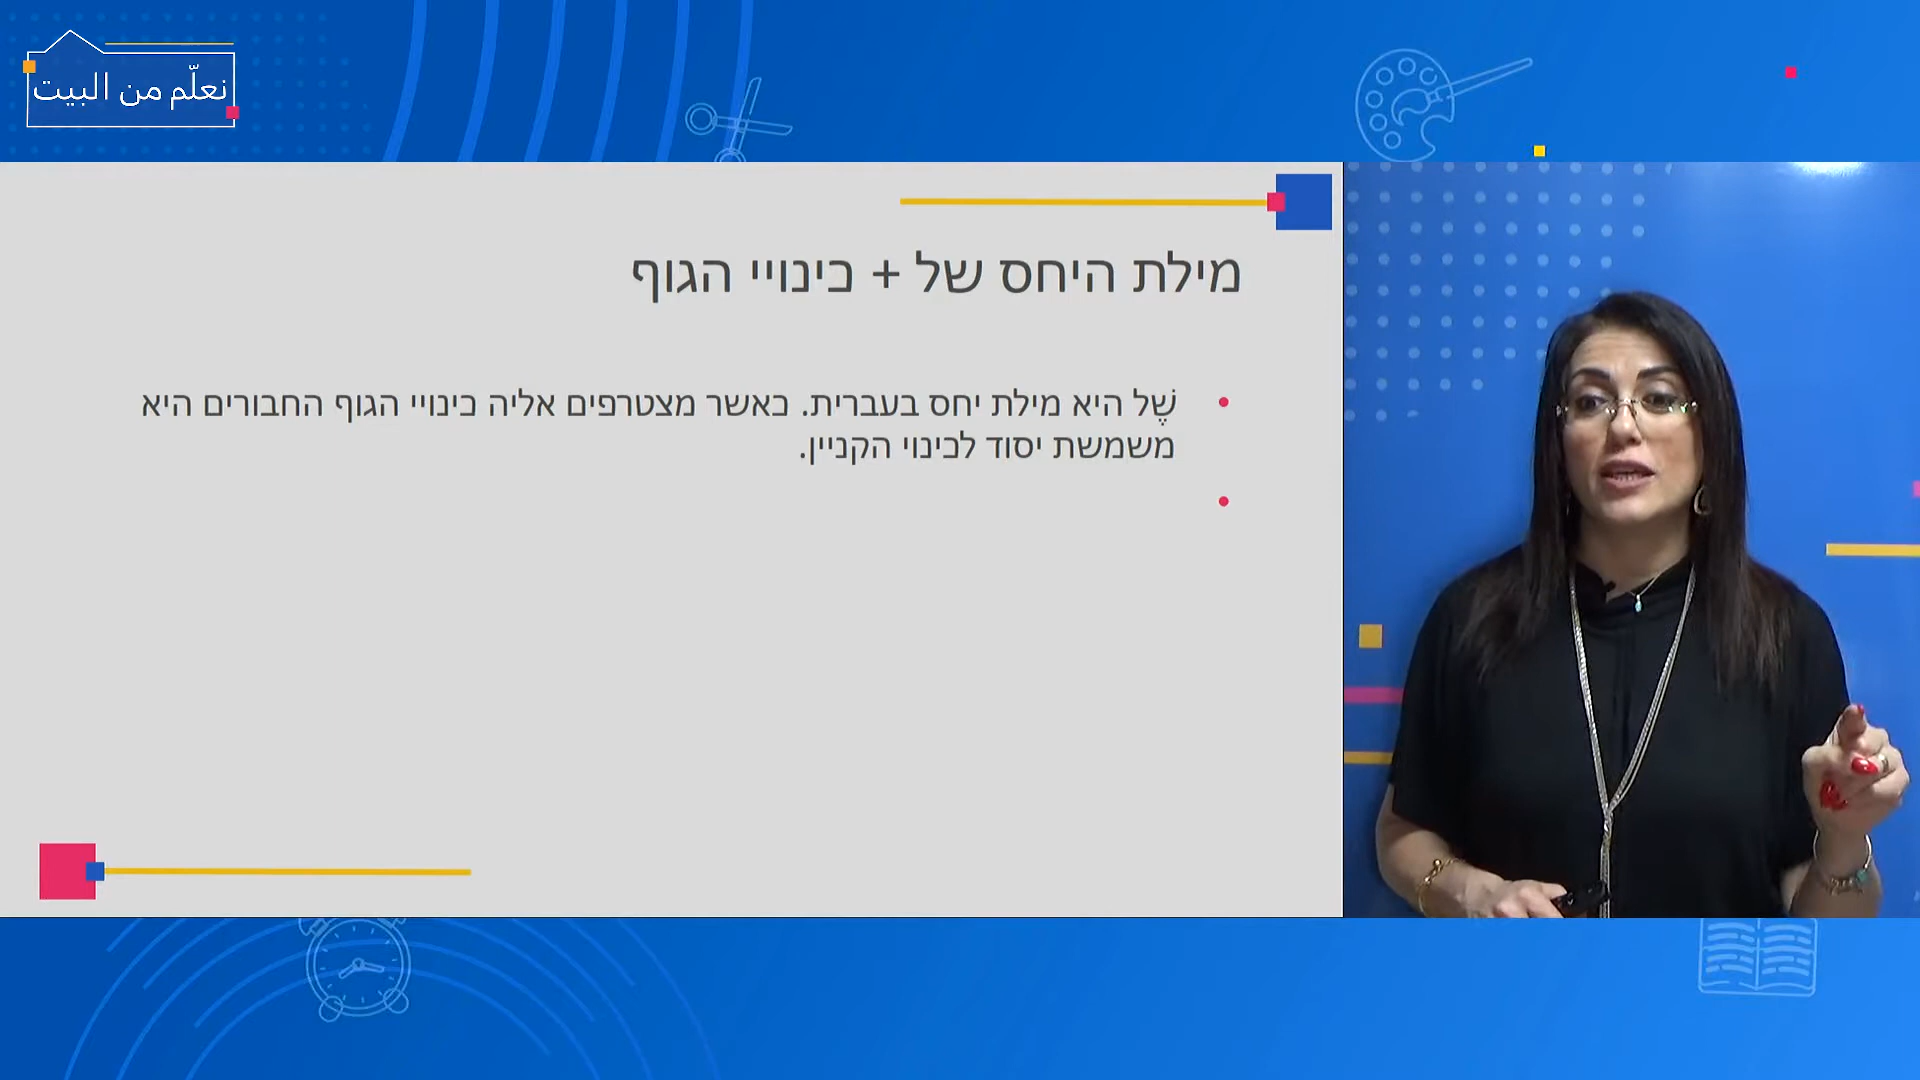 نعلّم من البيت
מילת היחס של + כינויי הגוף
שֶׁל היא מילת יחס בעברית. כאשר מצטרפים אליה כינויי הגוף החבורים היא
משמשת יסוד לכינוי הקניין.